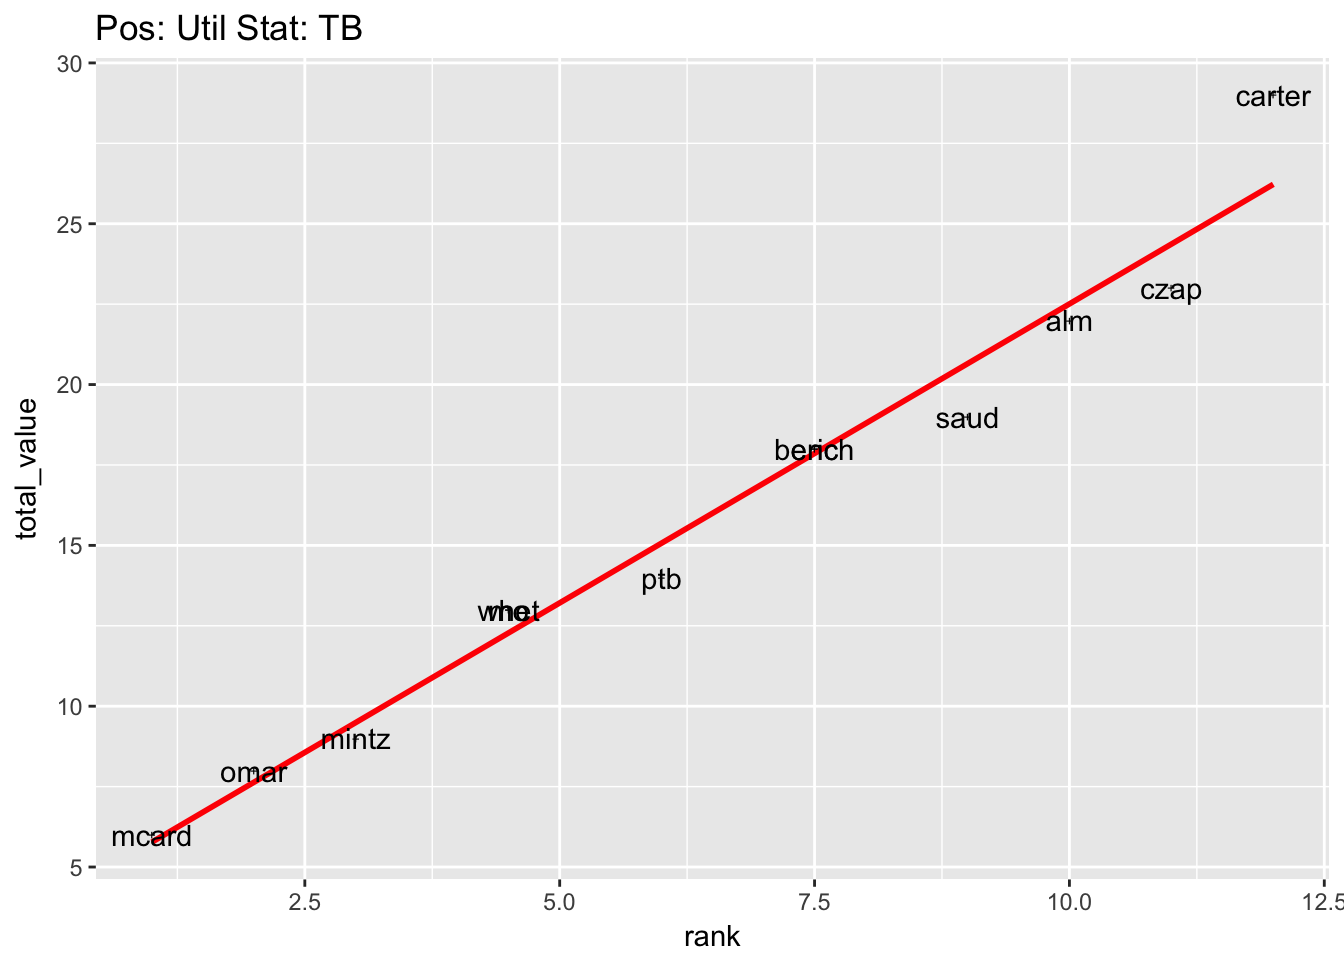 Pos: Util Stat: TB
30
25
20
15
10
5
total_value
carter
czap
alm
saud
berich
ptb
mintz
omar
mcard
2.5
5.0
7.5
10.0
12.5
rank